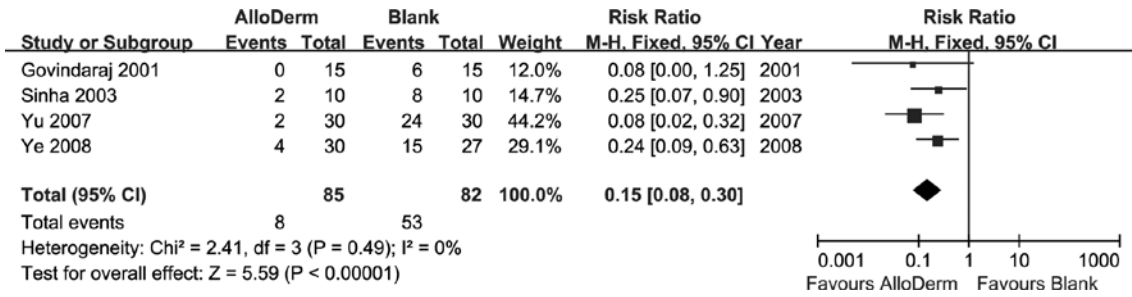 AlloDerm Blank Risk Ratio Risk Ratio
Study or Subgroup Events Total Events Total Weight M-H, Fixed, 95% CI Year M-H, Fixed, 95% CI
Govindaraj 2001 0 15 6 15 12.0% 0.08 [0.00, 1.25] 2001
Sinha 2003 2 10 8 10 14.7% 0.25 [0.07, 0.90] 2003
Yu 2007 2 30 24 30 44.2% 0.08 [0.02, 0.32] 2007
Ye 2008 4 30 15 27 29.1% 0.24 [0.09, 0.63] 2008
Total (95% CI) 85 82 100.0% 0.15 [0.08, 0.30]
Total events 8 53
Heterogeneity: Chi² = 2.41, df = 3 (P = 0.49); I² = 0%
Test for overall effect: Z = 5.59 (P < 0.00001)
0.001 0.1 1 10 1000
Favours AlloDerm Favours Blank